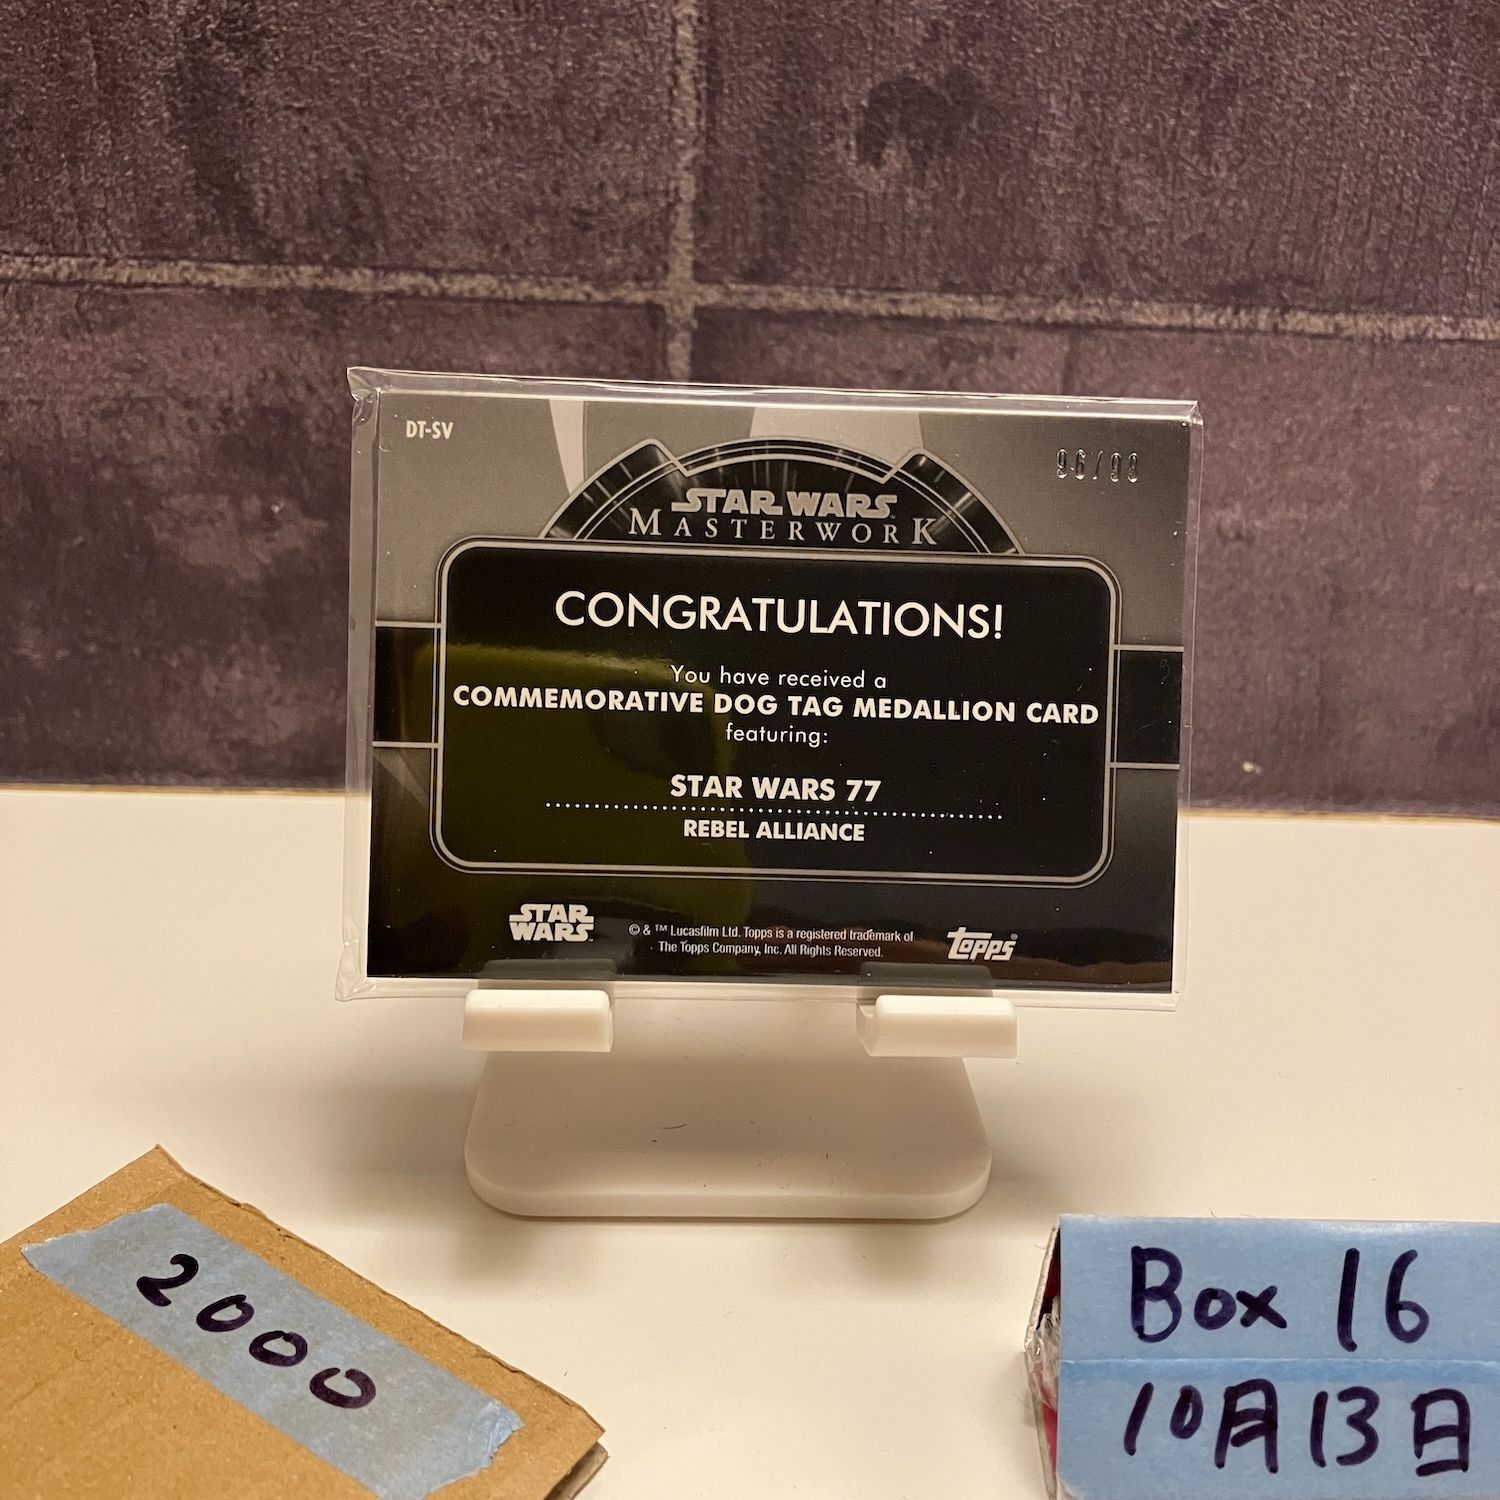 DT-SV
96/99
STAR WARS
MASTERWORK
CONGRATULATIONS!
You have received a
COMMEMORATIVE DOG TAG MEDALLION CARD
featuring:
STAR WARS 77
REBEL ALLIANCE
STAR
WARS
© & ™ Lucasfilm Ltd. Topps is a registered trademark of
The Topps Company, Inc. All Rights Reserved.
Topps®
2000
Box 16
10月13日